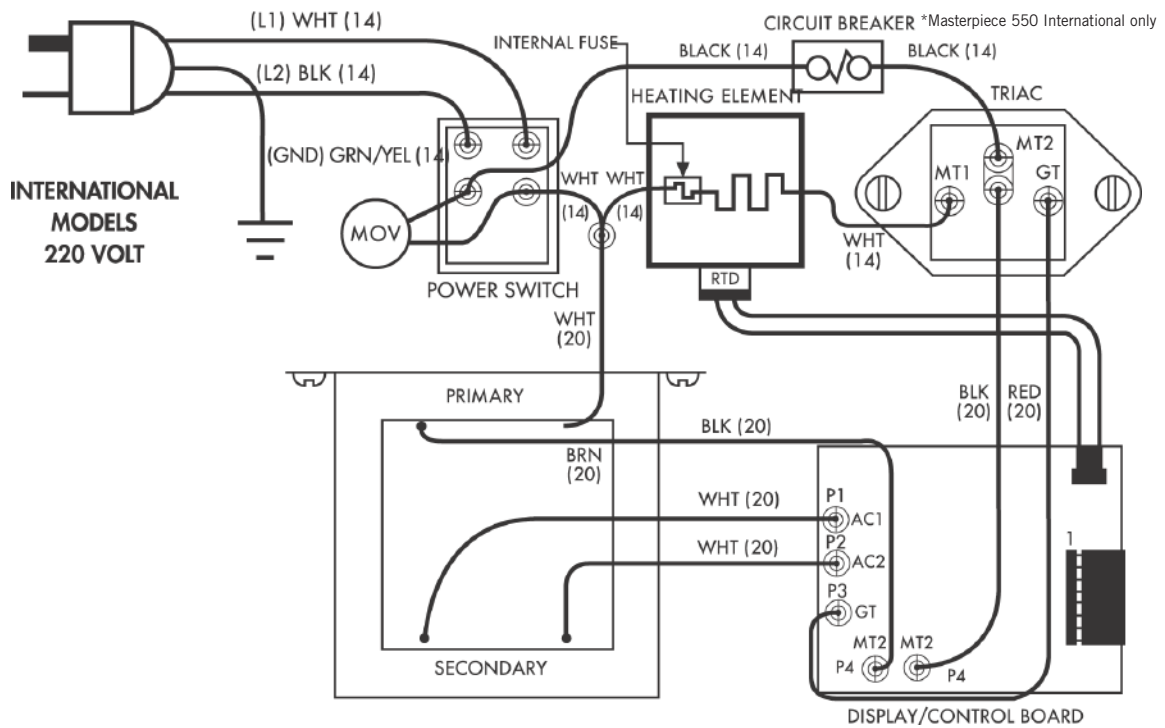 (L1) WHT (14)
(L2) BLK (14)
(GND) GRN/YEL (14)
INTERNATIONAL
MODELS
220 VOLT
MOV
POWER SWITCH
INTERNAL FUSE
BLACK (14)
CIRCUIT BREAKER
*Masterpiece 550 International only
BLACK (14)
HEATING ELEMENT
TRIAC
MT1
MT2
GT
WHT
(14)
WHT
(14)
WHT
(14)
RTD
WHT
(20)
PRIMARY
BRN
(20)
BLK (20)
BLK
(20)
RED
(20)
WHT (20)
WHT (20)
P1
AC1
P2
AC2
P3
GT
MT2
P4
MT2
P4
1
SECONDARY
DISPLAY/CONTROL BOARD